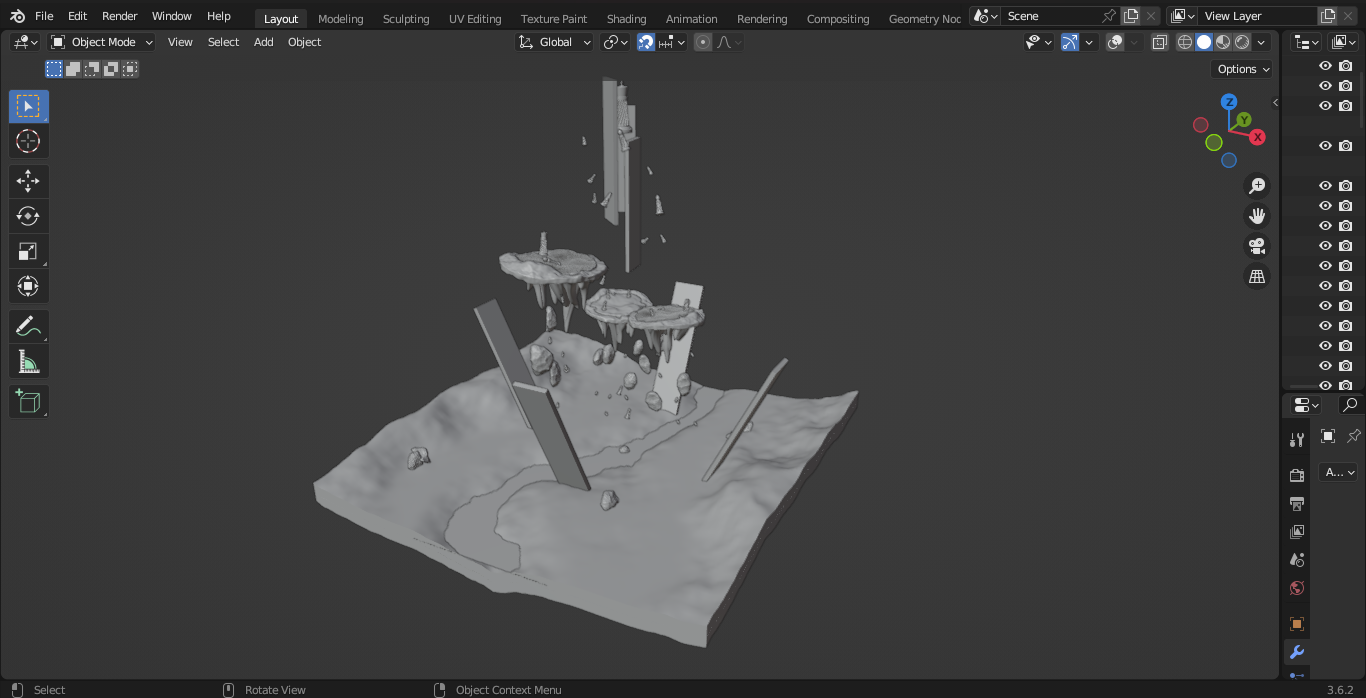 File Edit Render Window Help Layout Modeling Sculpting UV Editing Texture Paint Shading Animation Rendering Compositing Geometry Noc Scene View Layer
Object Mode View Select Add Object Global
Options
Z
Y
X
A...
Select Rotate View Object Context Menu 3.6.2